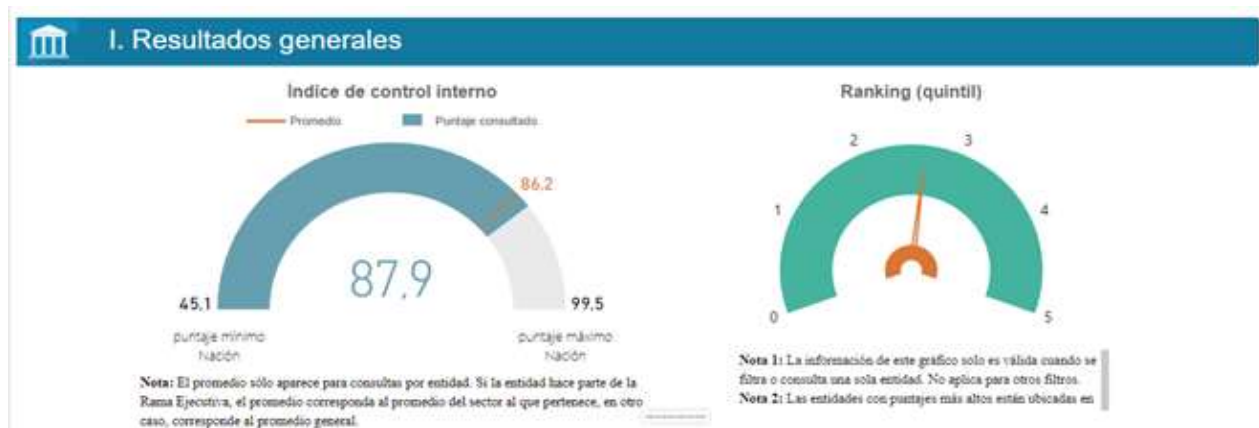 I. Resultados generales
Indice de control interno
Promedio
Puntaje consultado
86,2
87,9
45,1
99,5
puntaje mínimo
Nación
puntaje máximo
Nación
Nota: El promedio sólo aparece para consultas por entidad. Si la entidad hace parte de la
Rama Ejecutiva, el promedio corresponda al promedio del sector al que pertenece, en otro
caso, corresponde al promedio general.
Ranking (quintil)
0
1
2
3
4
5
Nota 1: La información de este gráfico solo es válida cuando se
filtra o consulta una sola entidad. No aplica para otros filtros.
Nota 2: Las entidades con puntajes más altos están ubicadas en